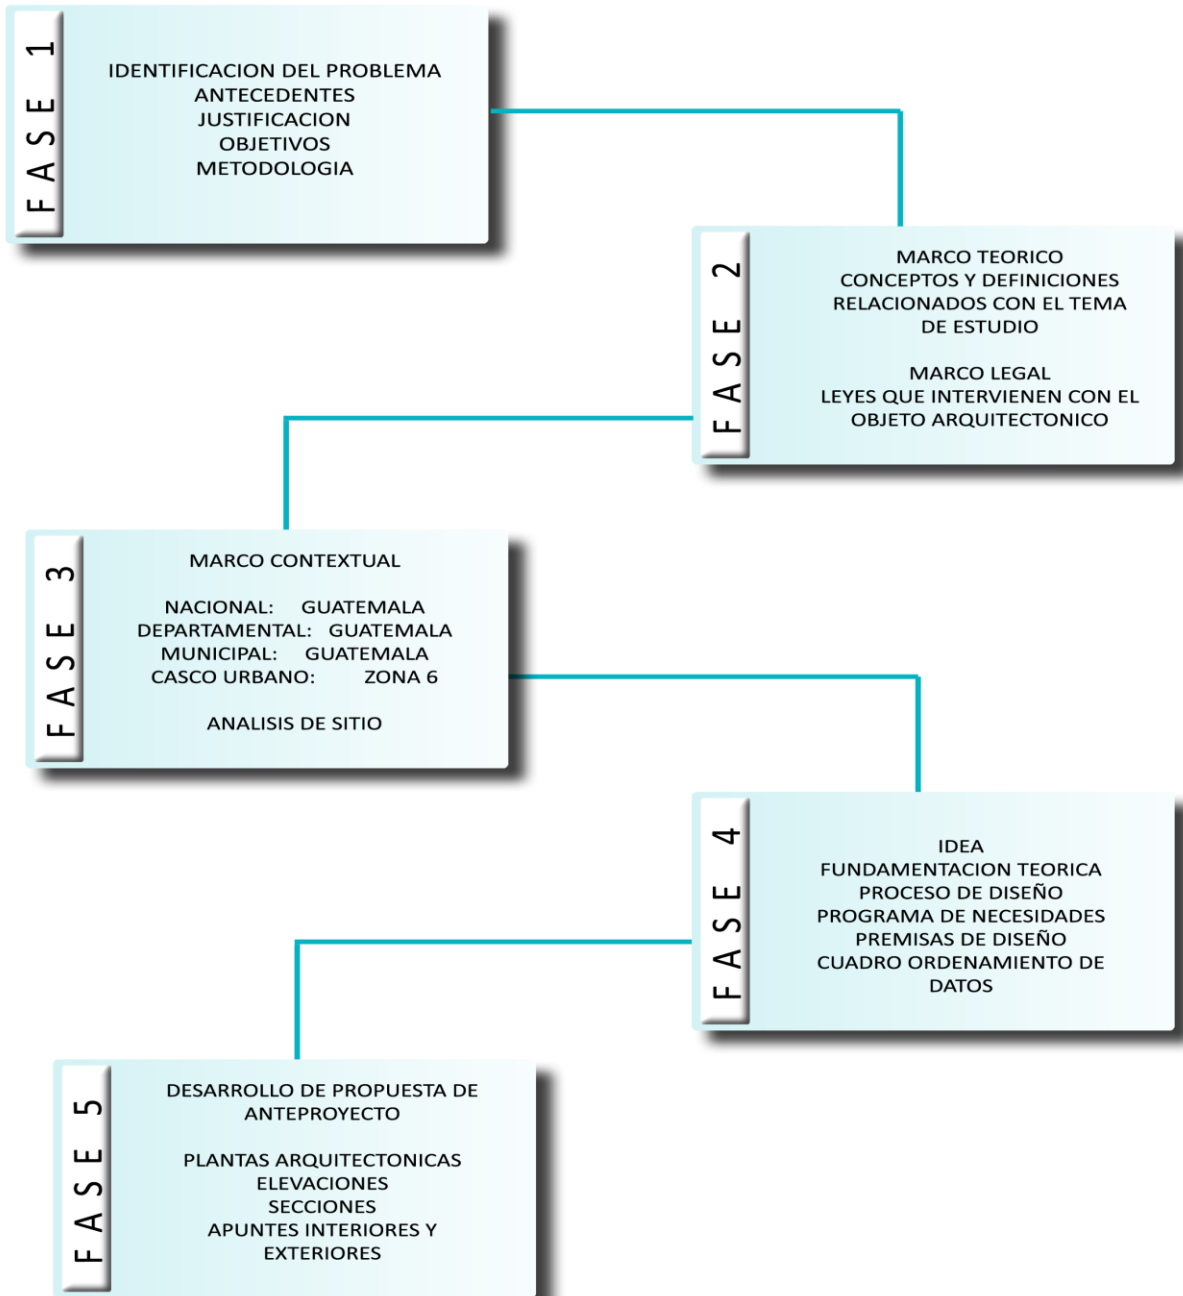 FASE 1
IDENTIFICACION DEL PROBLEMA
ANTECEDENTES
JUSTIFICACION
OBJETIVOS
METODOLOGIA
FASE 2
MARCO TEORICO
CONCEPTOS Y DEFINICIONES
RELACIONADOS CON EL TEMA
DE ESTUDIO
MARCO LEGAL
LEYES QUE INTERVIENEN CON EL
OBJETO ARQUITECTONICO
FASE 3
MARCO CONTEXTUAL
NACIONAL: GUATEMALA
DEPARTAMENTAL: GUATEMALA
MUNICIPAL: GUATEMALA
CASCO URBANO: ZONA 6
ANALISIS DE SITIO
FASE 4
IDEA
FUNDAMENTACION TEORICA
PROCESO DE DISEÑO
PROGRAMA DE NECESIDADES
PREMISAS DE DISEÑO
CUADRO ORDENAMIENTO DE
DATOS
FASE 5
DESARROLLO DE PROPUESTA DE
ANTEPROYECTO
PLANTAS ARQUITECTONICAS
ELEVACIONES
SECCIONES
APUNTES INTERIORES Y
EXTERIORES